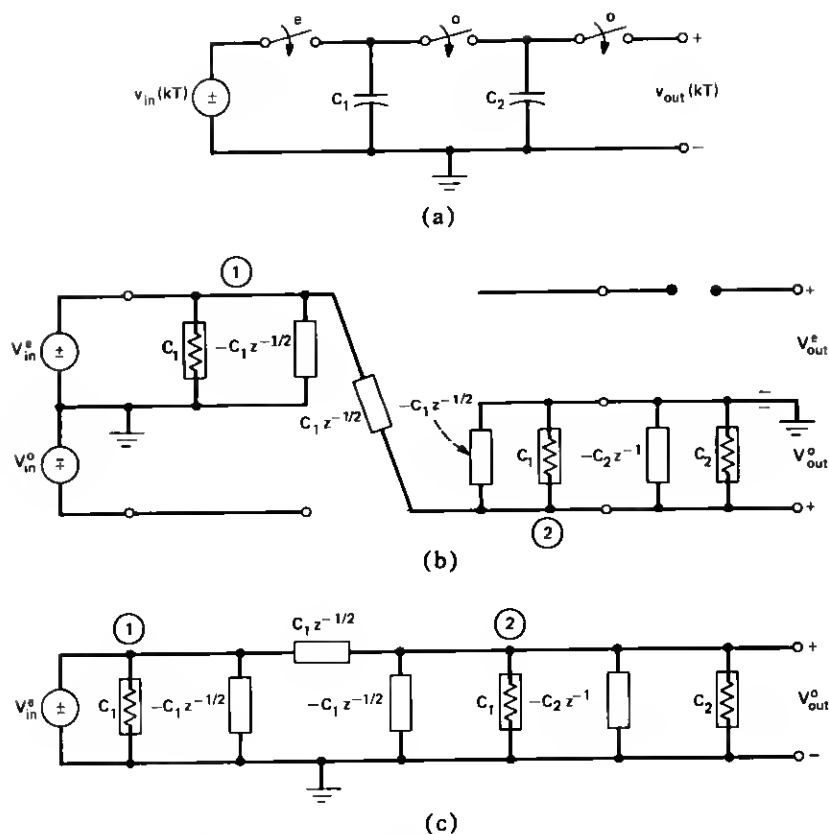 e o o
+
v_in(kT) ± C_1 C_2 v_out(kT)
−
(a)
1
+
V_in^e ± C_1 −C_1 z^{−1/2} V_out^e
C_1 z^{−1/2} −C_1 z^{−1/2}
−
V_in^o ∓ C_1 −C_2 z^{−1} C_2 V_out^o
+
2
(b)
1 C_1 z^{−1/2} 2
+
V_in^e ± C_1 −C_1 z^{−1/2} −C_1 z^{−1/2} C_1 −C_2 z^{−1} C_2 V_out^o
−
(c)